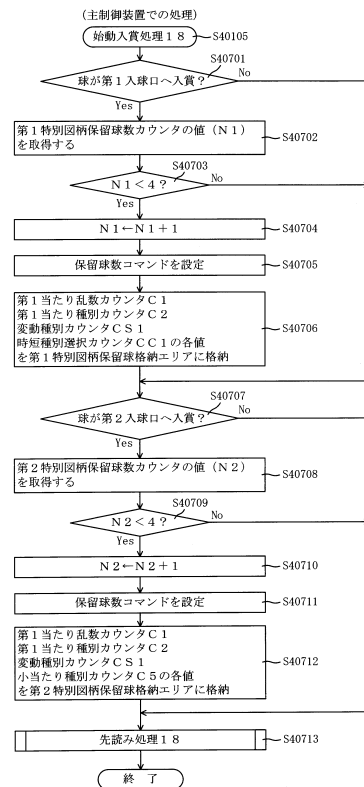 (主制御装置での処理)
始動入賞処理18
S40105
S40701
球が第1入球口へ入賞?
No
Yes
第1特別図柄保留球数カウンタの値(N1)
を取得する
S40702
S40703
N1<4?
No
Yes
N1←N1+1
S40704
保留球数コマンドを設定
S40705
第1当たり乱数カウンタC1
第1当たり種別カウンタC2
変動種別カウンタCS1
時短種別選択カウンタCC1の各値
を第1特別図柄保留球格納エリアに格納
S40706
S40707
球が第2入球口へ入賞?
No
Yes
第2特別図柄保留球数カウンタの値(N2)
を取得する
S40708
S40709
N2<4?
No
Yes
N2←N2+1
S40710
保留球数コマンドを設定
S40711
第1当たり乱数カウンタC1
第1当たり種別カウンタC2
変動種別カウンタCS1
小当たり種別カウンタC5の各値
を第2特別図柄保留球格納エリアに格納
S40712
先読み処理18
S40713
終 了